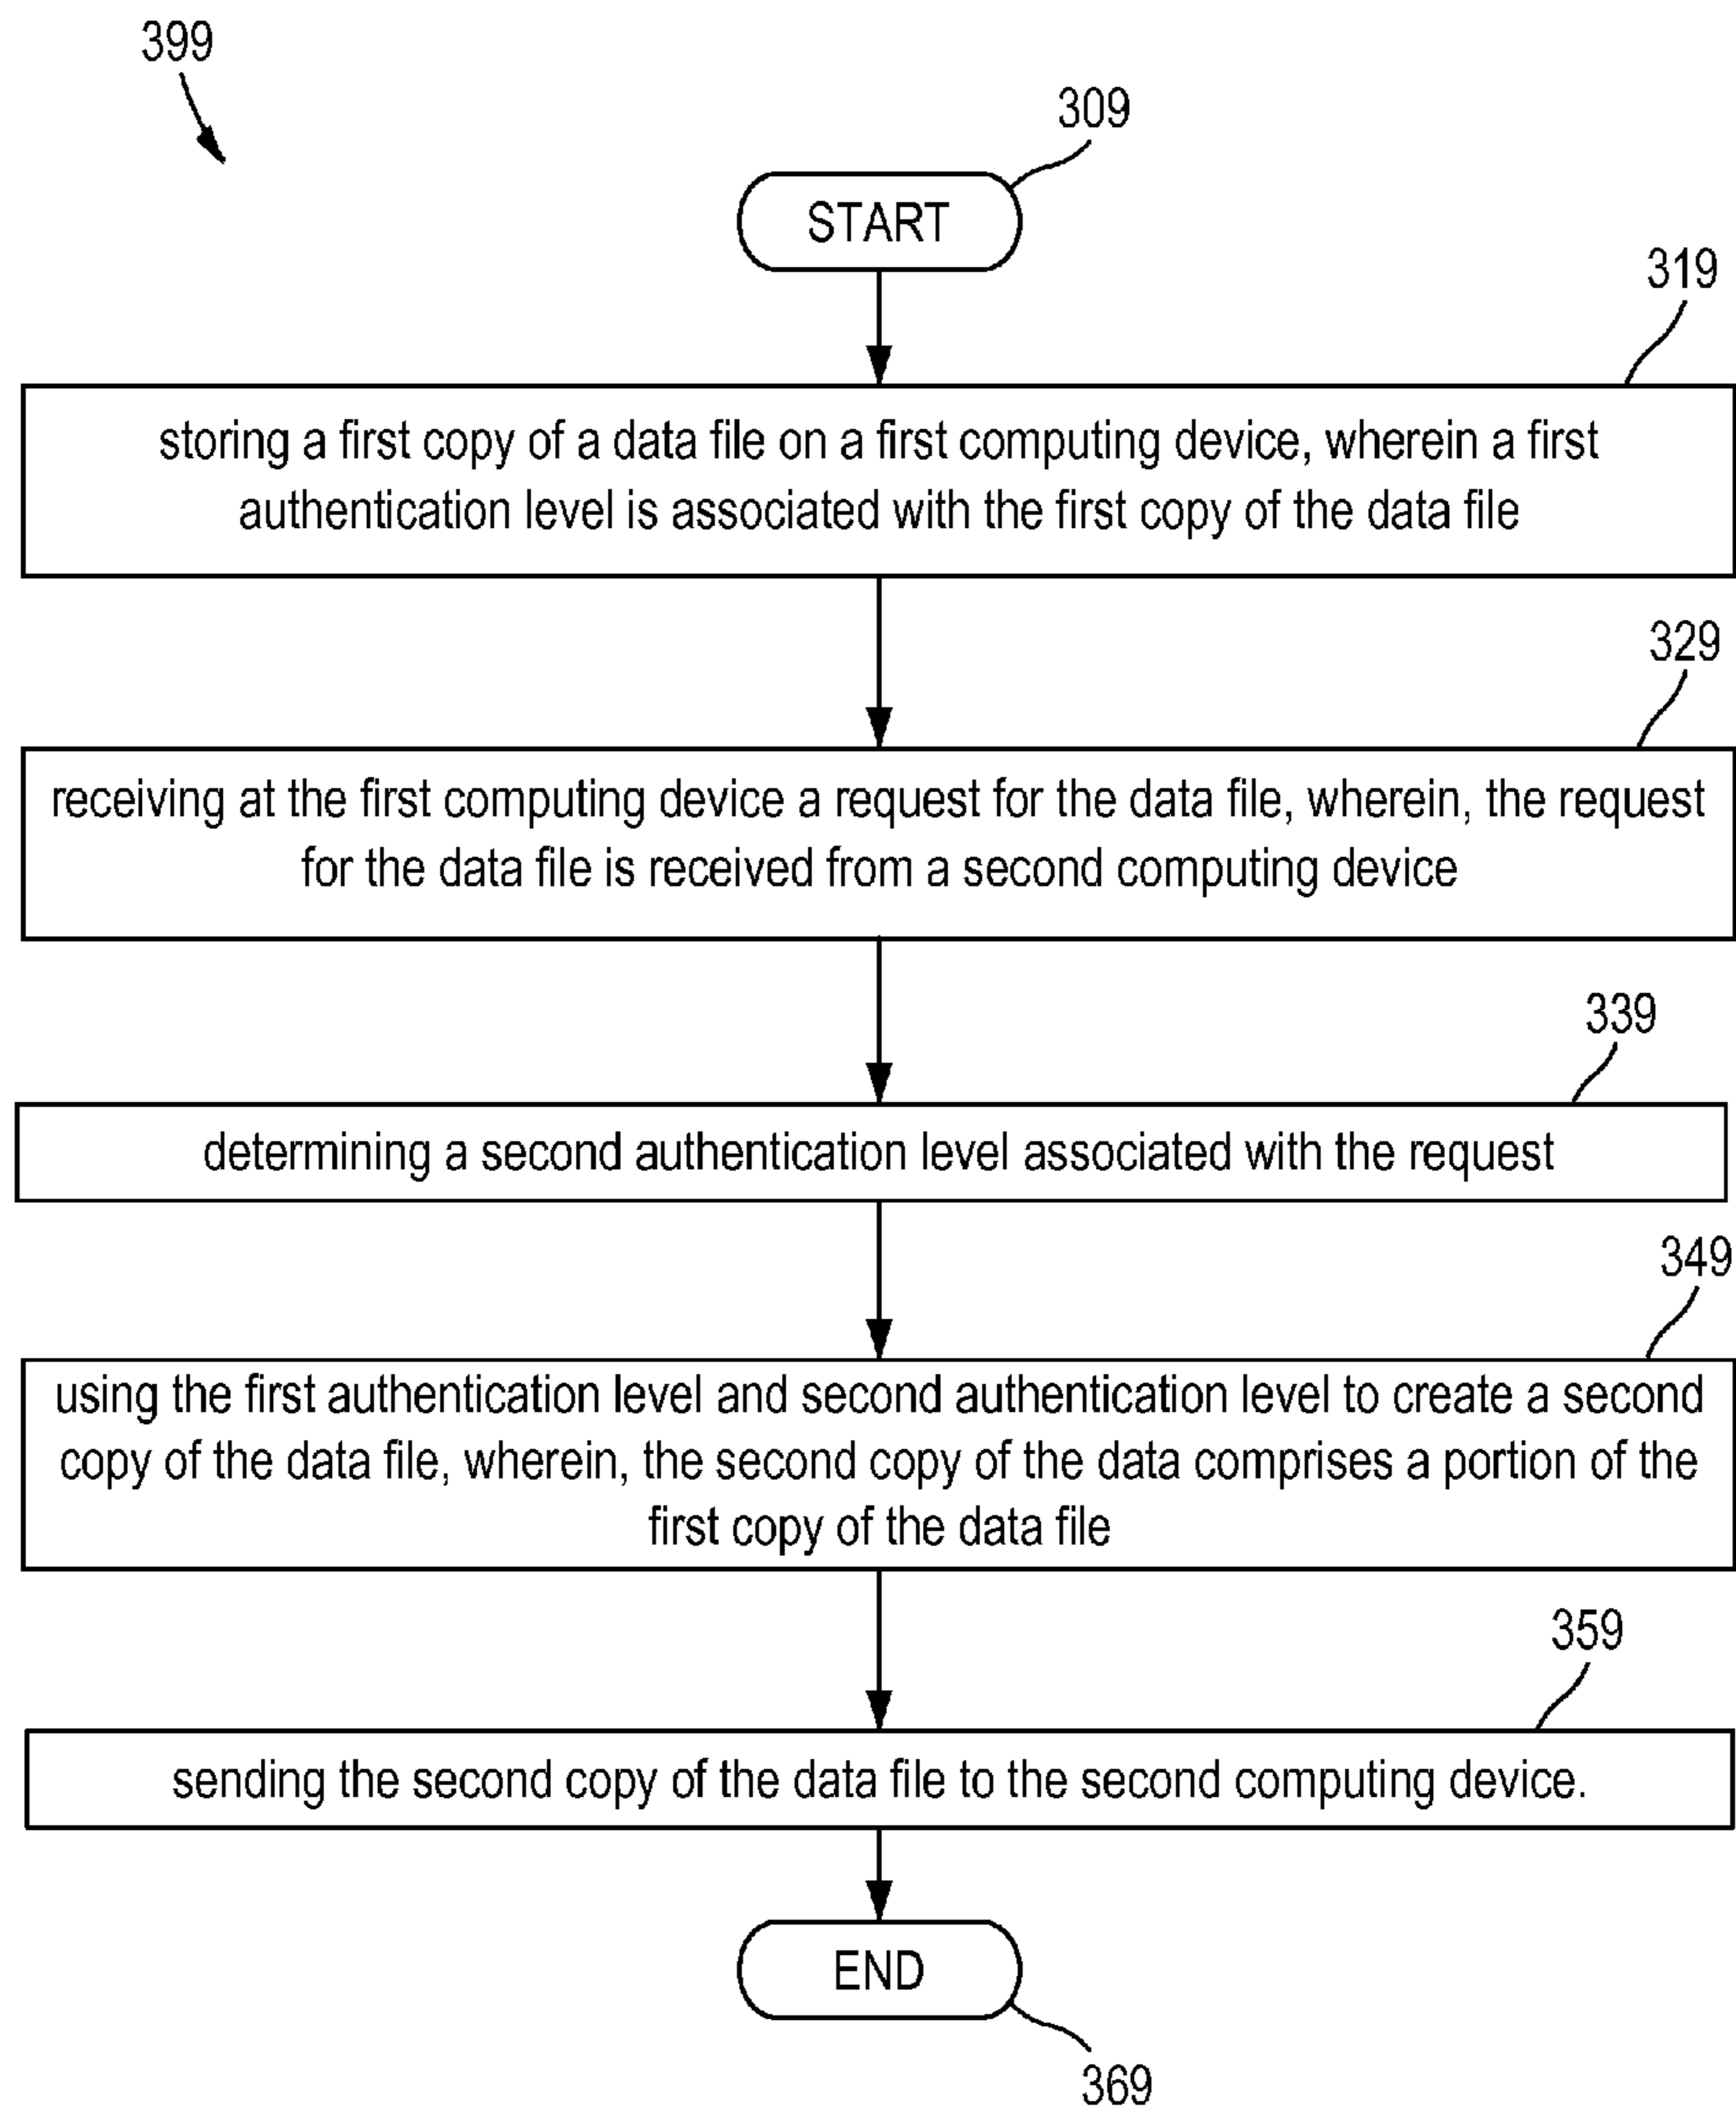 399
309
START
319
storing a first copy of a data file on a first computing device, wherein a first
authentication level is associated with the first copy of the data file
329
receiving at the first computing device a request for the data file, wherein, the request
for the data file is received from a second computing device
339
determining a second authentication level associated with the request
349
using the first authentication level and second authentication level to create a second
copy of the data file, wherein, the second copy of the data comprises a portion of the
first copy of the data file
359
sending the second copy of the data file to the second computing device.
END
369